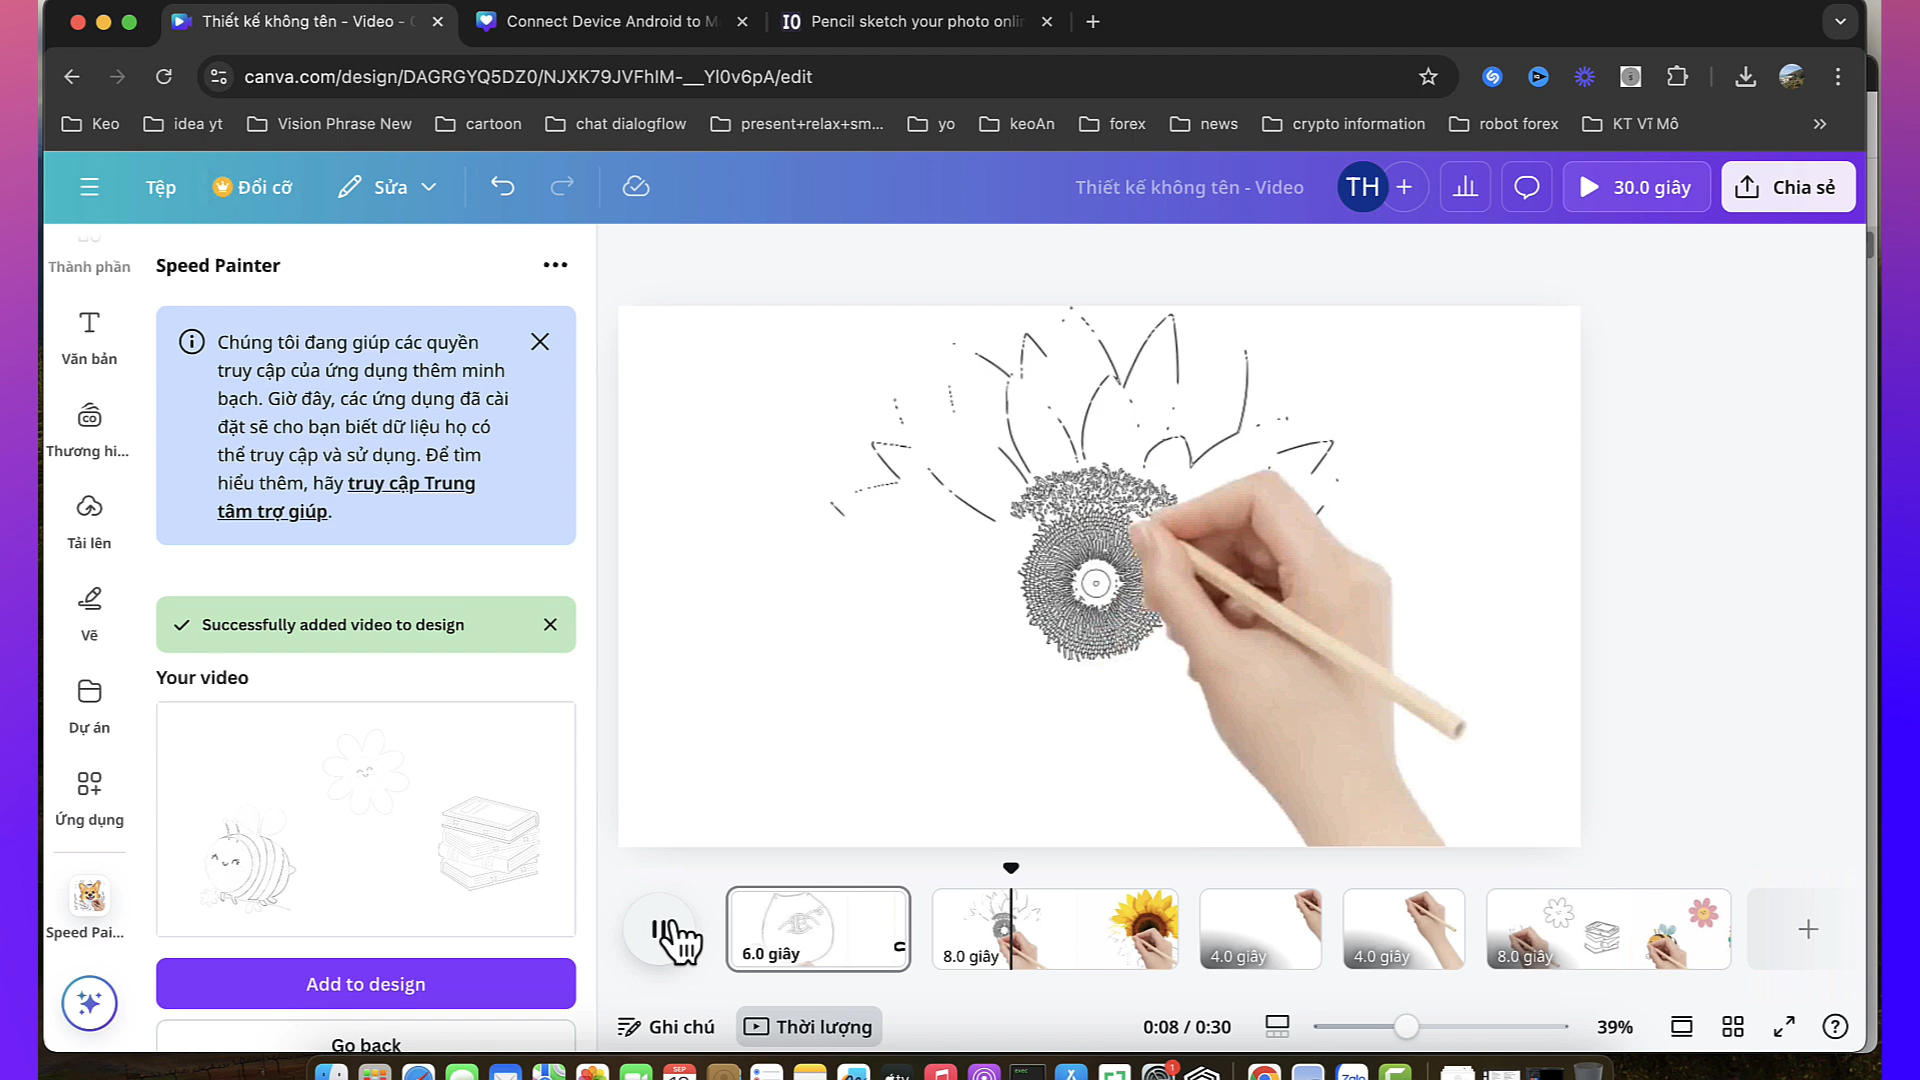 Thiết kế không tên - Video -
Connect Device Android to M
Pencil sketch your photo onlin
canva.com/design/DAGRGYQ5DZ0/NJXK79JVFhlM-__Yl0v6pA/edit
Keo
idea yt
Vision Phrase New
cartoon
chat dialogflow
present+relax+sm...
yo
keoAn
forex
news
crypto information
robot forex
KT Vĩ Mô
Tệp
Đổi cỡ
Sửa
Thiết kế không tên - Video
TH
30.0 giây
Chia sẻ
Thành phần
Văn bản
Thương hi...
Tải lên
Vẽ
Dự án
Ứng dụng
Speed Pai...
Speed Painter
Chúng tôi đang giúp các quyền
truy cập của ứng dụng thêm minh
bạch. Giờ đây, các ứng dụng đã cài
đặt sẽ cho bạn biết dữ liệu họ có
thể truy cập và sử dụng. Để tìm
hiểu thêm, hãy truy cập Trung
tâm trợ giúp.
Successfully added video to design
Your video
Add to design
Go back
6.0 giây
8.0 giây
4.0 giây
4.0 giây
8.0 giây
Ghi chú
Thời lượng
0:08 / 0:30
39%
SEP
tv
exec
1
Zalo